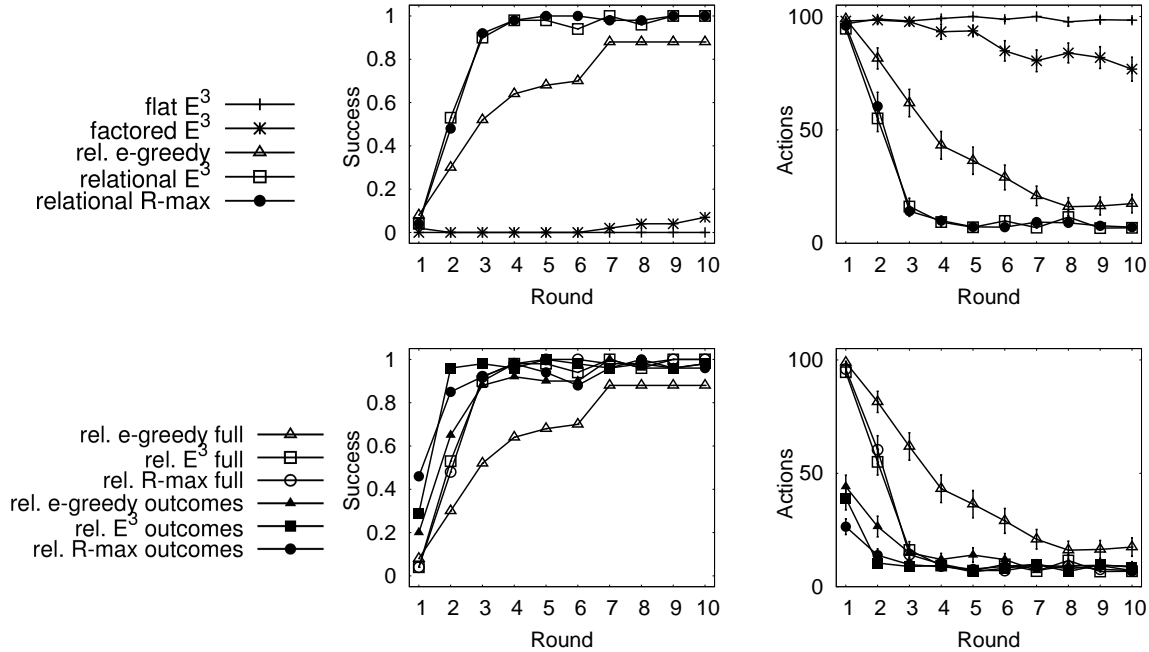 flat E³
factored E³
rel. e-greedy
relational E³
relational R-max
Success
1
0.8
0.6
0.4
0.2
0
1 2 3 4 5 6 7 8 9 10
Round
Actions
100
50
0
1 2 3 4 5 6 7 8 9 10
Round
rel. e-greedy full
rel. E³ full
rel. R-max full
rel. e-greedy outcomes
rel. E³ outcomes
rel. R-max outcomes
Success
1
0.8
0.6
0.4
0.2
0
1 2 3 4 5 6 7 8 9 10
Round
Actions
100
50
0
1 2 3 4 5 6 7 8 9 10
Round